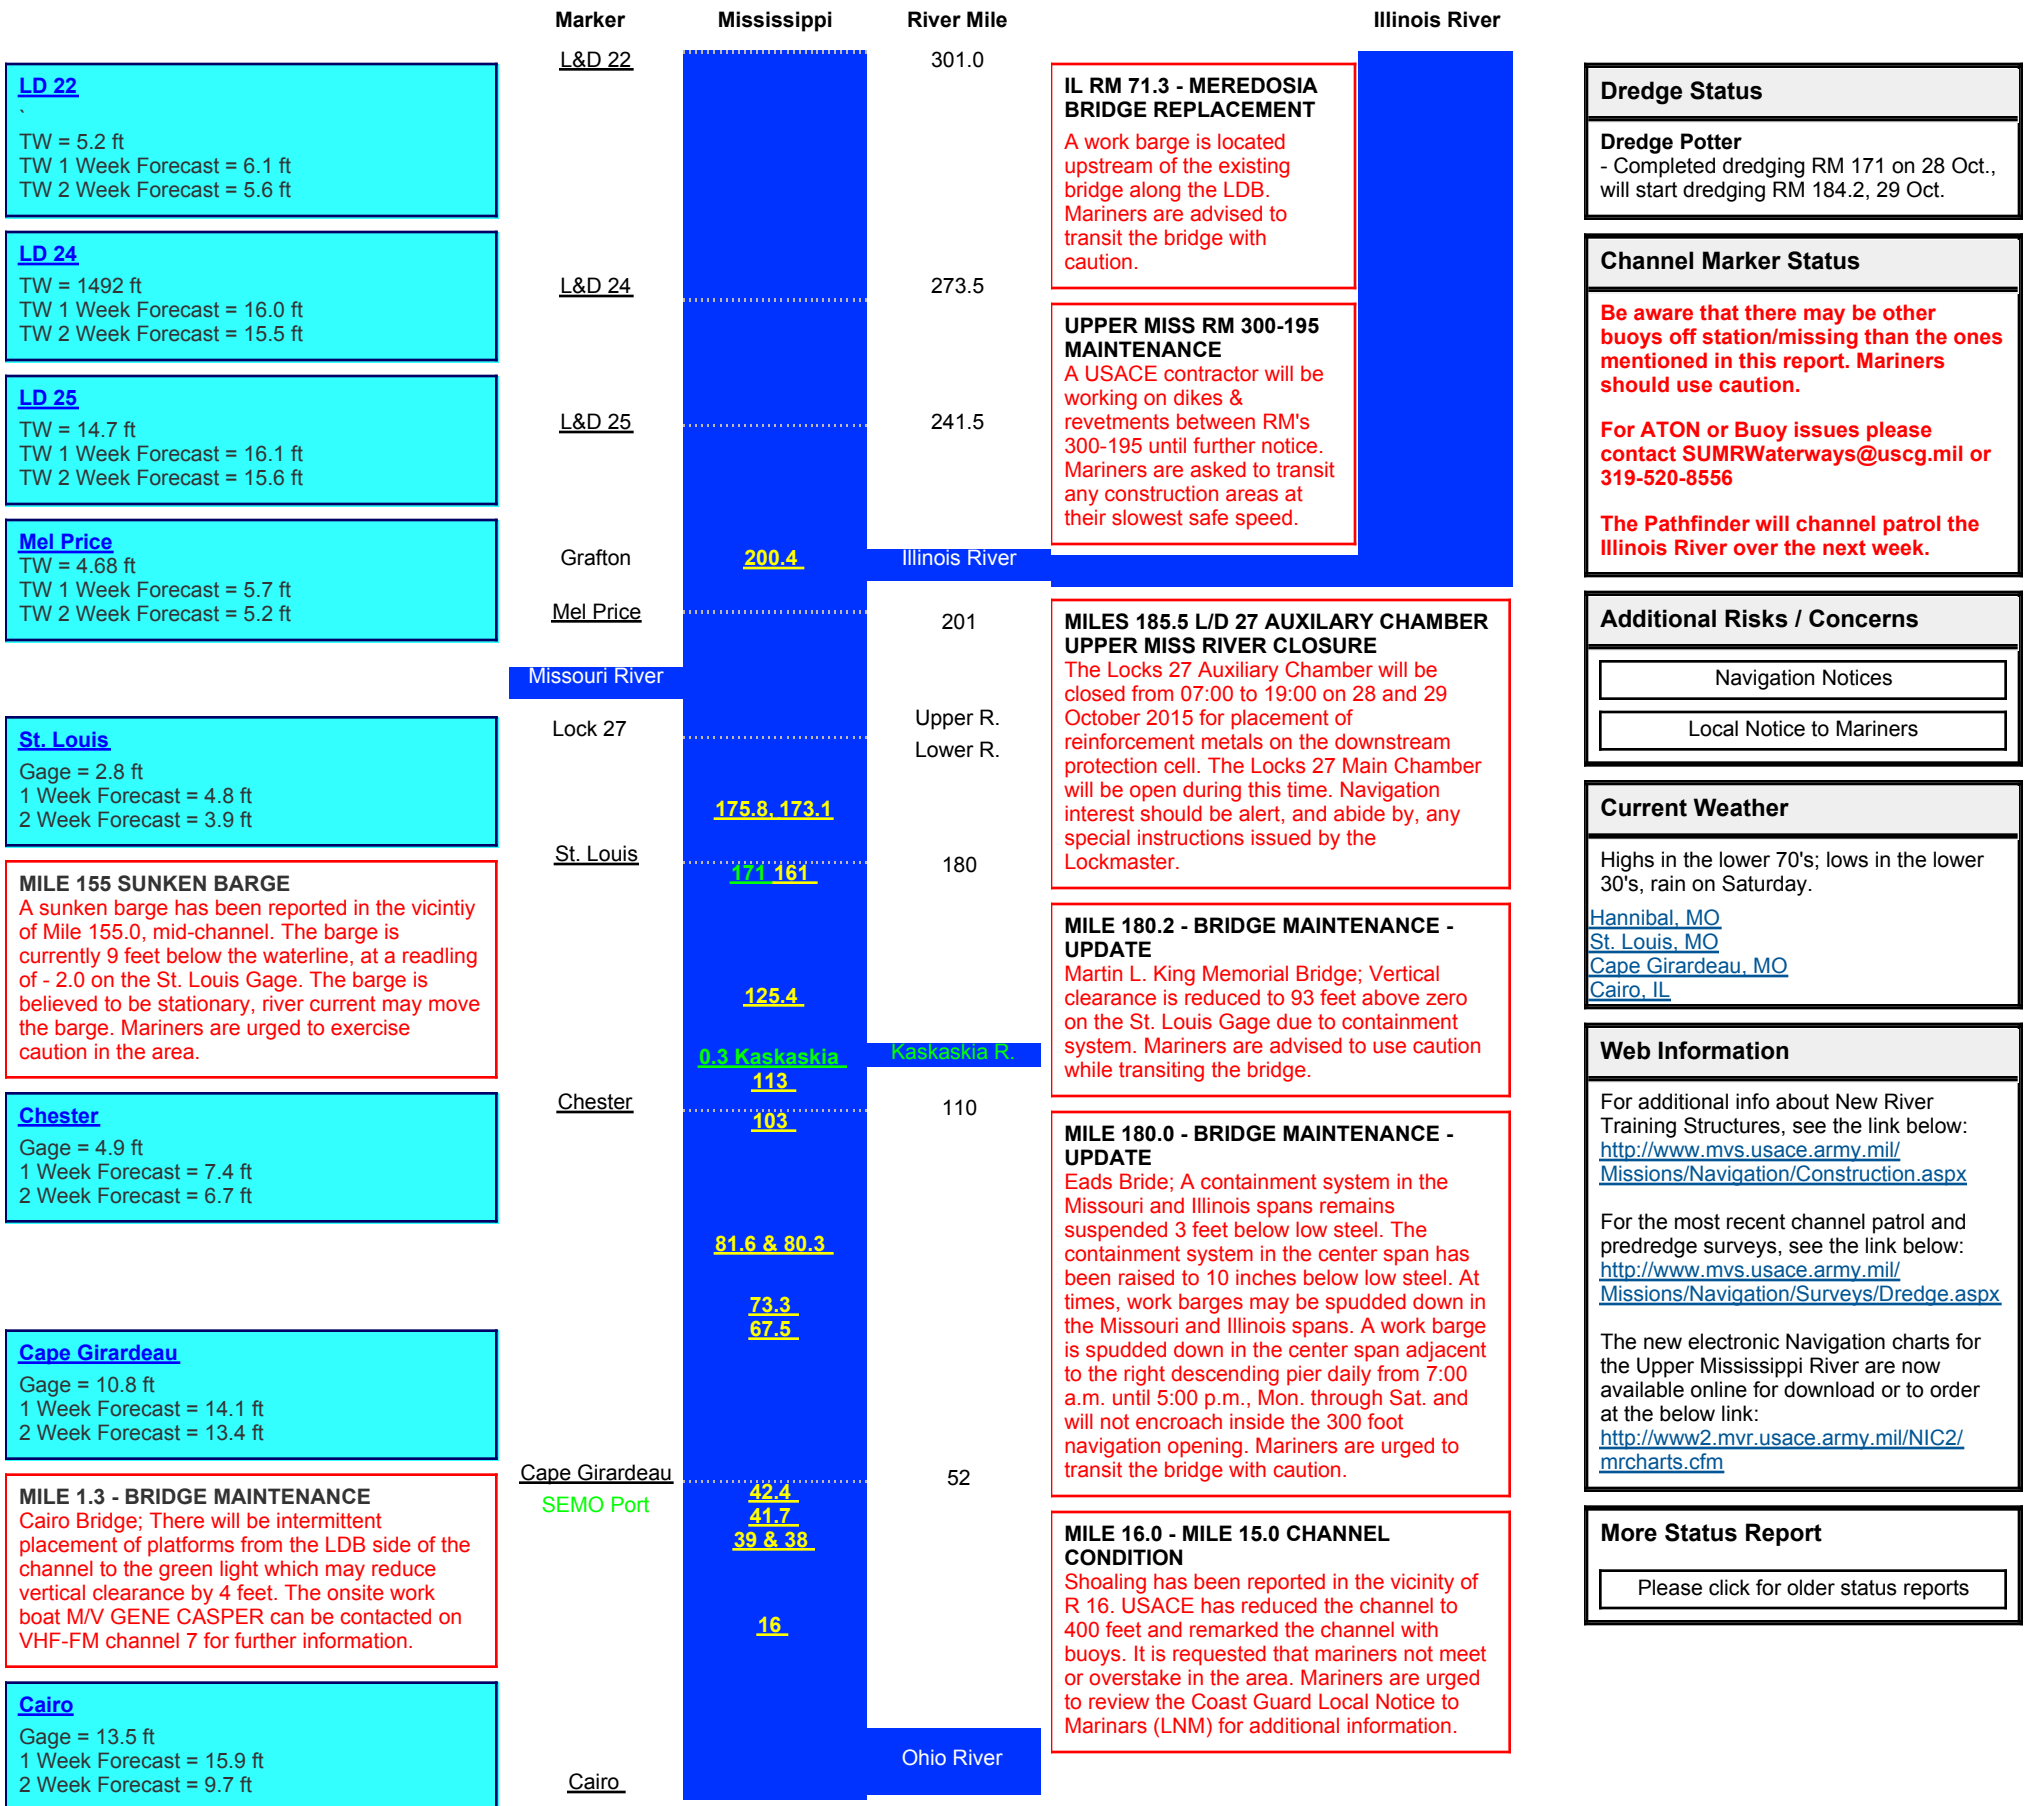 Marker
Mississippi
River Mile
Illinois River
LD 22
`
TW = 5.2 ft
TW 1 Week Forecast = 6.1 ft
TW 2 Week Forecast = 5.6 ft
LD 24
TW = 1492 ft
TW 1 Week Forecast = 16.0 ft
TW 2 Week Forecast = 15.5 ft
LD 25
TW = 14.7 ft
TW 1 Week Forecast = 16.1 ft
TW 2 Week Forecast = 15.6 ft
Mel Price
TW = 4.68 ft
TW 1 Week Forecast = 5.7 ft
TW 2 Week Forecast = 5.2 ft
St. Louis
Gage = 2.8 ft
1 Week Forecast = 4.8 ft
2 Week Forecast = 3.9 ft
MILE 155 SUNKEN BARGE
A sunken barge has been reported in the vicintiy
of Mile 155.0, mid-channel. The barge is
currently 9 feet below the waterline, at a readling
of - 2.0 on the St. Louis Gage. The barge is
believed to be stationary, river current may move
the barge. Mariners are urged to exercise
caution in the area.
Chester
Gage = 4.9 ft
1 Week Forecast = 7.4 ft
2 Week Forecast = 6.7 ft
Cape Girardeau
Gage = 10.8 ft
1 Week Forecast = 14.1 ft
2 Week Forecast = 13.4 ft
MILE 1.3 - BRIDGE MAINTENANCE
Cairo Bridge; There will be intermittent
placement of platforms from the LDB side of the
channel to the green light which may reduce
vertical clearance by 4 feet. The onsite work
boat M/V GENE CASPER can be contacted on
VHF-FM channel 7 for further information.
Cairo
Gage = 13.5 ft
1 Week Forecast = 15.9 ft
2 Week Forecast = 9.7 ft
L&D 22
L&D 24
L&D 25
Grafton
Mel Price
Missouri River
Lock 27
St. Louis
Chester
Cape Girardeau
SEMO Port
Cairo
200.4
175.8, 173.1
171 161
125.4
0.3 Kaskaskia
113
103
81.6 & 80.3
73.3
67.5
42.4
41.7
39 & 38
16
301.0
273.5
241.5
Illinois River
201
Upper R.
Lower R.
180
Kaskaskia R.
110
52
Ohio River
IL RM 71.3 - MEREDOSIA
BRIDGE REPLACEMENT
A work barge is located
upstream of the existing
bridge along the LDB.
Mariners are advised to
transit the bridge with
caution.
UPPER MISS RM 300-195
MAINTENANCE
A USACE contractor will be
working on dikes &
revetments between RM's
300-195 until further notice.
Mariners are asked to transit
any construction areas at
their slowest safe speed.
MILES 185.5 L/D 27 AUXILARY CHAMBER
UPPER MISS RIVER CLOSURE
The Locks 27 Auxiliary Chamber will be
closed from 07:00 to 19:00 on 28 and 29
October 2015 for placement of
reinforcement metals on the downstream
protection cell. The Locks 27 Main Chamber
will be open during this time. Navigation
interest should be alert, and abide by, any
special instructions issued by the
Lockmaster.
MILE 180.2 - BRIDGE MAINTENANCE -
UPDATE
Martin L. King Memorial Bridge; Vertical
clearance is reduced to 93 feet above zero
on the St. Louis Gage due to containment
system. Mariners are advised to use caution
while transiting the bridge.
MILE 180.0 - BRIDGE MAINTENANCE -
UPDATE
Eads Bride; A containment system in the
Missouri and Illinois spans remains
suspended 3 feet below low steel. The
containment system in the center span has
been raised to 10 inches below low steel. At
times, work barges may be spudded down in
the Missouri and Illinois spans. A work barge
is spudded down in the center span adjacent
to the right descending pier daily from 7:00
a.m. until 5:00 p.m., Mon. through Sat. and
will not encroach inside the 300 foot
navigation opening. Mariners are urged to
transit the bridge with caution.
MILE 16.0 - MILE 15.0 CHANNEL
CONDITION
Shoaling has been reported in the vicinity of
R 16. USACE has reduced the channel to
400 feet and remarked the channel with
buoys. It is requested that mariners not meet
or overstake in the area. Mariners are urged
to review the Coast Guard Local Notice to
Marinars (LNM) for additional information.
Dredge Status
Dredge Potter
- Completed dredging RM 171 on 28 Oct.,
will start dredging RM 184.2, 29 Oct.
Channel Marker Status
Be aware that there may be other
buoys off station/missing than the ones
mentioned in this report. Mariners
should use caution.
For ATON or Buoy issues please
contact SUMRWaterways@uscg.mil or
319-520-8556
The Pathfinder will channel patrol the
Illinois River over the next week.
Additional Risks / Concerns
Navigation Notices
Local Notice to Mariners
Current Weather
Highs in the lower 70's; lows in the lower
30's, rain on Saturday.
Hannibal, MO
St. Louis, MO
Cape Girardeau, MO
Cairo, IL
Web Information
For additional info about New River
Training Structures, see the link below:
http://www.mvs.usace.army.mil/
Missions/Navigation/Construction.aspx
For the most recent channel patrol and
predredge surveys, see the link below:
http://www.mvs.usace.army.mil/
Missions/Navigation/Surveys/Dredge.aspx
The new electronic Navigation charts for
the Upper Mississippi River are now
available online for download or to order
at the below link:
http://www2.mvr.usace.army.mil/NIC2/
mrcharts.cfm
More Status Report
Please click for older status reports